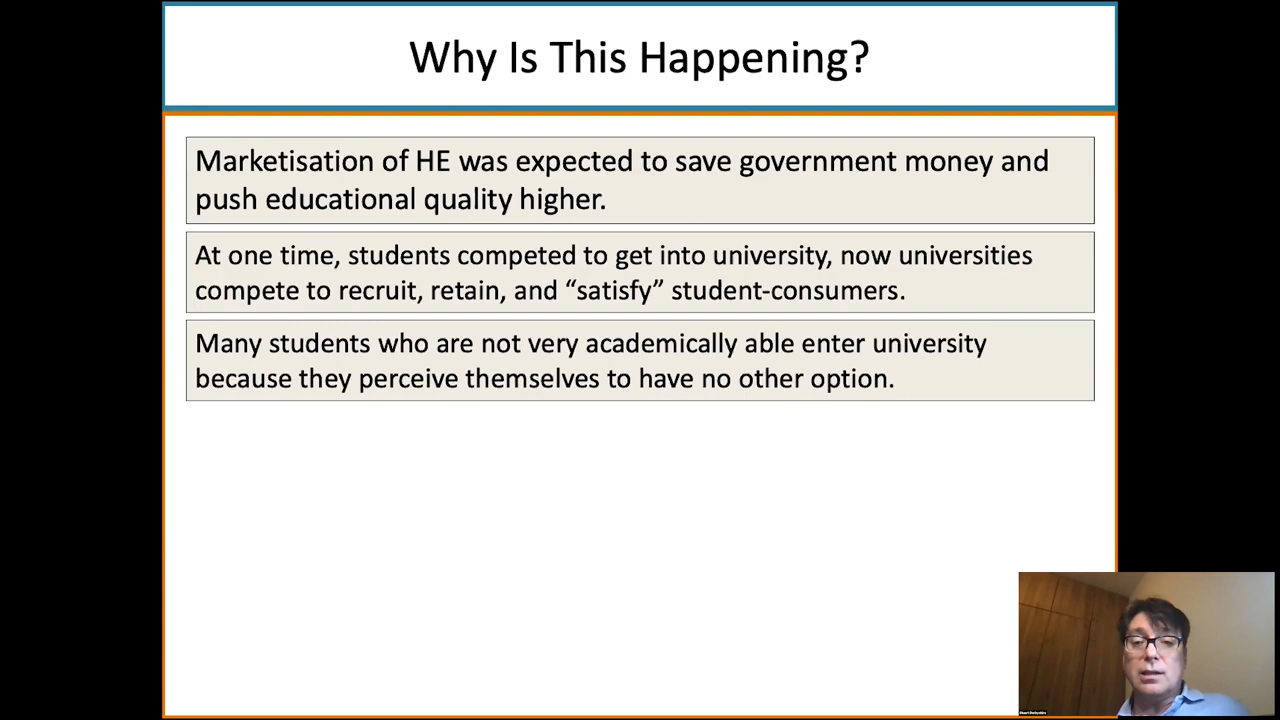 Why Is This Happening?
Marketisation of HE was expected to save government money and
push educational quality higher.
At one time, students competed to get into university, now universities
compete to recruit, retain, and “satisfy” student-consumers.
Many students who are not very academically able enter university
because they perceive themselves to have no other option.
Stuart Derbyshire